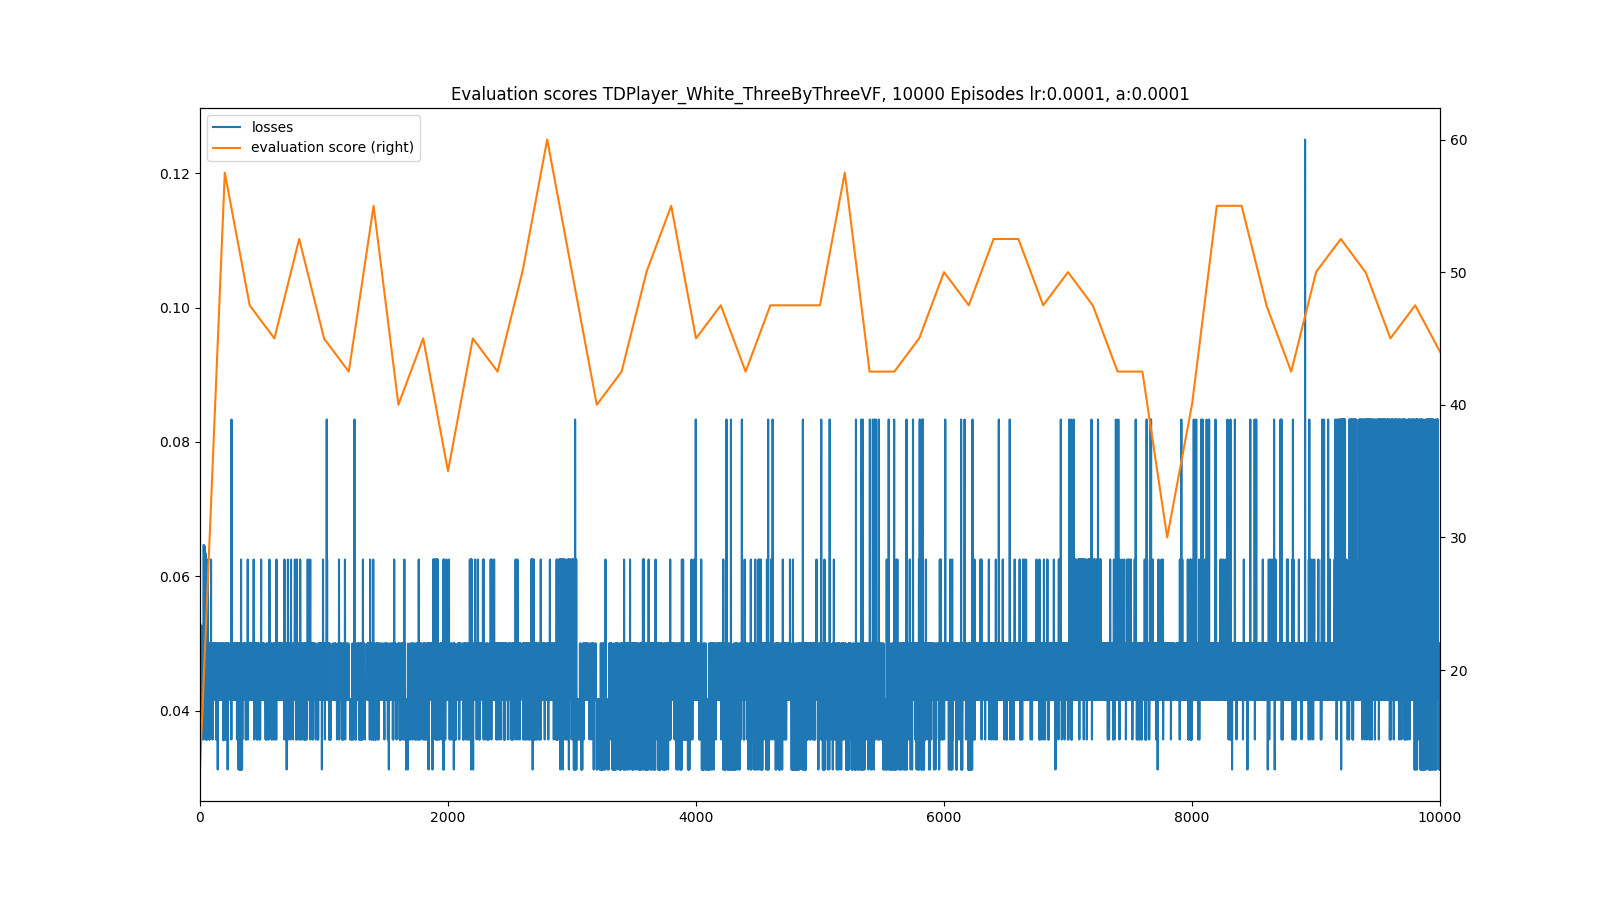 Evaluation scores TDPlayer_White_ThreeByThreeVF, 10000 Episodes lr:0.0001, a:0.0001
losses
evaluation score (right)
0.12
0.10
0.08
0.06
0.04
60
50
40
30
20
0 2000 4000 6000 8000 10000